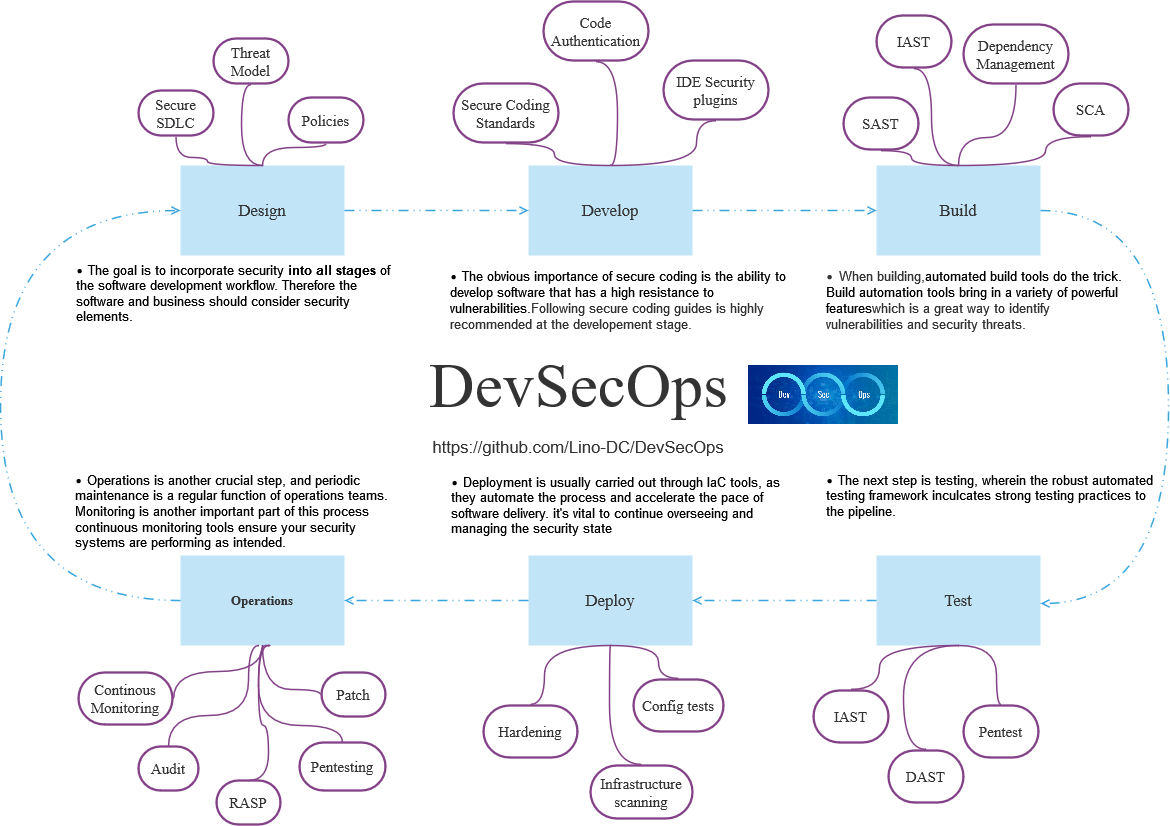 Secure
SDLC
Threat
Model
Policies
Secure Coding
Standards
Code
Authentication
IDE Security
plugins
SAST
IAST
Dependency
Management
SCA
Design
Develop
Build
• The goal is to incorporate security into all stages of
the software development workflow. Therefore the
software and business should consider security
elements.
• The obvious importance of secure coding is the ability to
develop software that has a high resistance to
vulnerabilities.Following secure coding guides is highly
recommended at the developement stage.
• When building,automated build tools do the trick.
Build automation tools bring in a variety of powerful
featureswhich is a great way to identify
vulnerabilities and security threats.
DevSecOps
Dev Sec Ops
https://github.com/Lino-DC/DevSecOps
• Operations is another crucial step, and periodic
maintenance is a regular function of operations teams.
Monitoring is another important part of this process
continuous monitoring tools ensure your security
systems are performing as intended.
• Deployment is usually carried out through IaC tools, as
they automate the process and accelerate the pace of
software delivery. it's vital to continue overseeing and
managing the security state
• The next step is testing, wherein the robust automated
testing framework inculcates strong testing practices to
the pipeline.
Operations
Deploy
Test
Continous
Monitoring
Audit
RASP
Pentesting
Patch
Hardening
Infrastructure
scanning
Config tests
IAST
DAST
Pentest